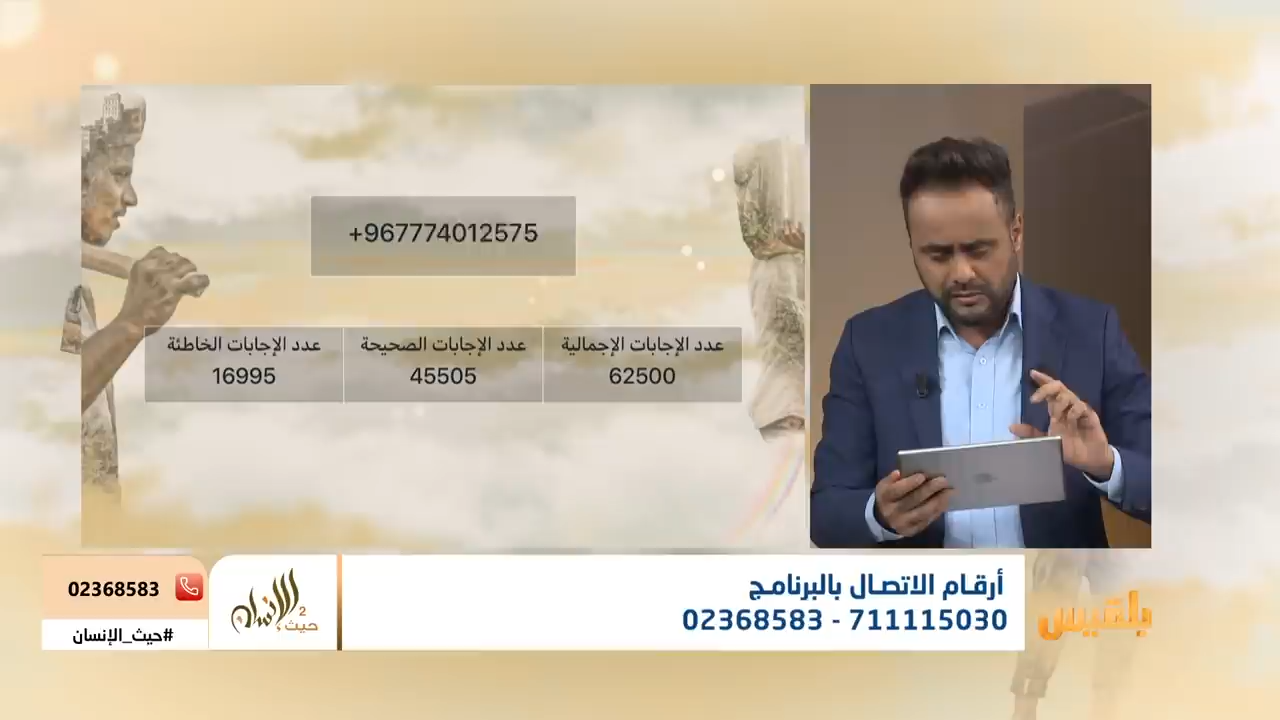 +967774012575
عدد الإجابات الإجمالية
62500
عدد الإجابات الصحيحة
45505
عدد الإجابات الخاطئة
16995
أرقام الاتصال بالبرنامج
02368583 - 711115030
بلقيس
حيث الإنسان 2
02368583
#حيث_الإنسان